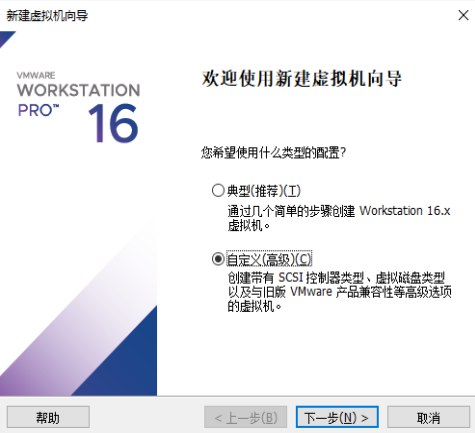 新建虚拟机向导
VMWARE
WORKSTATION
PRO™ 16
欢迎使用新建虚拟机向导
您希望使用什么类型的配置?
典型(推荐)(T)
通过几个简单的步骤创建 Workstation 16.x
虚拟机。
自定义(高级)(C)
创建带有 SCSI 控制器类型、虚拟磁盘类型
以及与旧版 VMware 产品兼容性等高级选项
的虚拟机。
帮助
< 上一步(B)
下一步(N) >
取消